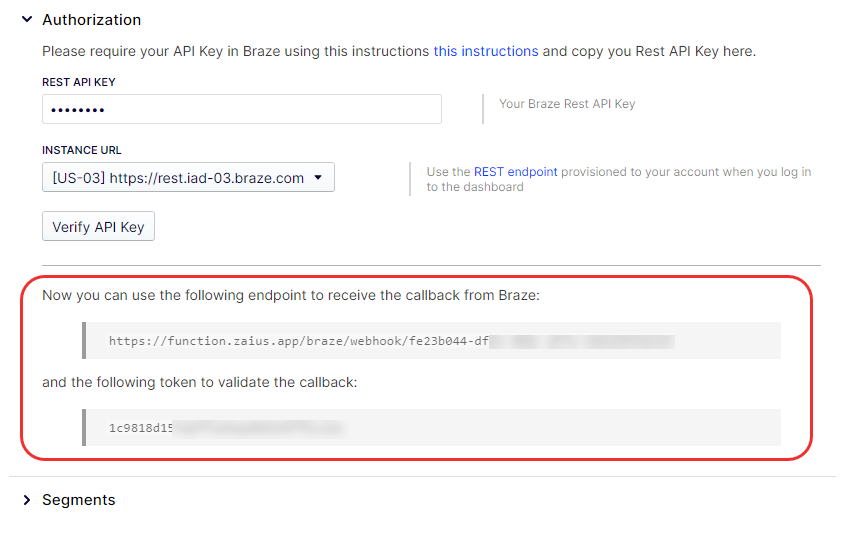 Authorization
Please require your API Key in Braze using this instructions this instructions and copy you Rest API Key here.
REST API KEY
••••••••
Your Braze Rest API Key
INSTANCE URL
[US-03] https://rest.iad-03.braze.com
Use the REST endpoint provisioned to your account when you log in
to the dashboard
Verify API Key
Now you can use the following endpoint to receive the callback from Braze:
https://function.zaius.app/braze/webhook/fe23b044-df
and the following token to validate the callback:
1c9818d15
Segments